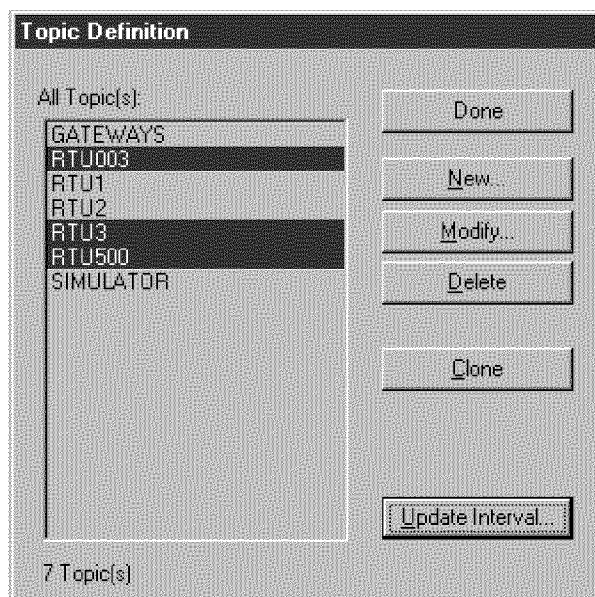 Topic Definition
All Topic(s):
GATEWAYS
RTU003
RTU1
RTU2
RTU3
RTU500
SIMULATOR
7 Topic(s)
Done
New...
Modify...
Delete
Clone
Update Interval...